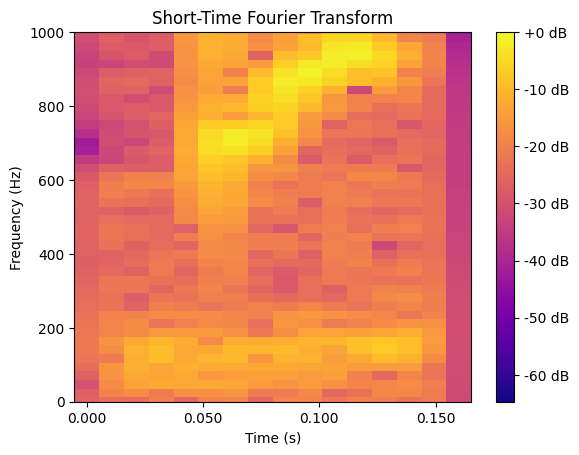 Short-Time Fourier Transform
1000
800
600
400
200
0
Frequency (Hz)
0.000
0.050
0.100
0.150
Time (s)
+0 dB
-10 dB
-20 dB
-30 dB
-40 dB
-50 dB
-60 dB